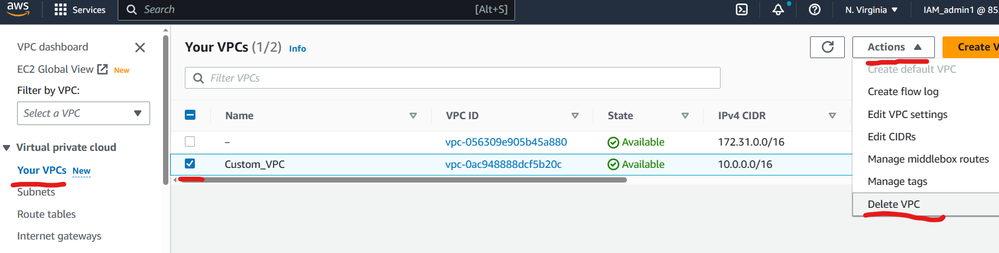 aws Services Search [Alt+S] N. Virginia IAM_admin1 @ 85
VPC dashboard
EC2 Global View New
Filter by VPC:
Select a VPC
Virtual private cloud
Your VPCs New
Subnets
Route tables
Internet gateways
Your VPCs (1/2) Info
Actions
Create V
Filter VPCs
Name VPC ID State IPv4 CIDR
– vpc-056309e905b45a880 Available 172.31.0.0/16
Custom_VPC vpc-0ac948888dcf5b20c Available 10.0.0.0/16
Create default VPC
Create flow log
Edit VPC settings
Edit CIDRs
Manage middlebox routes
Manage tags
Delete VPC